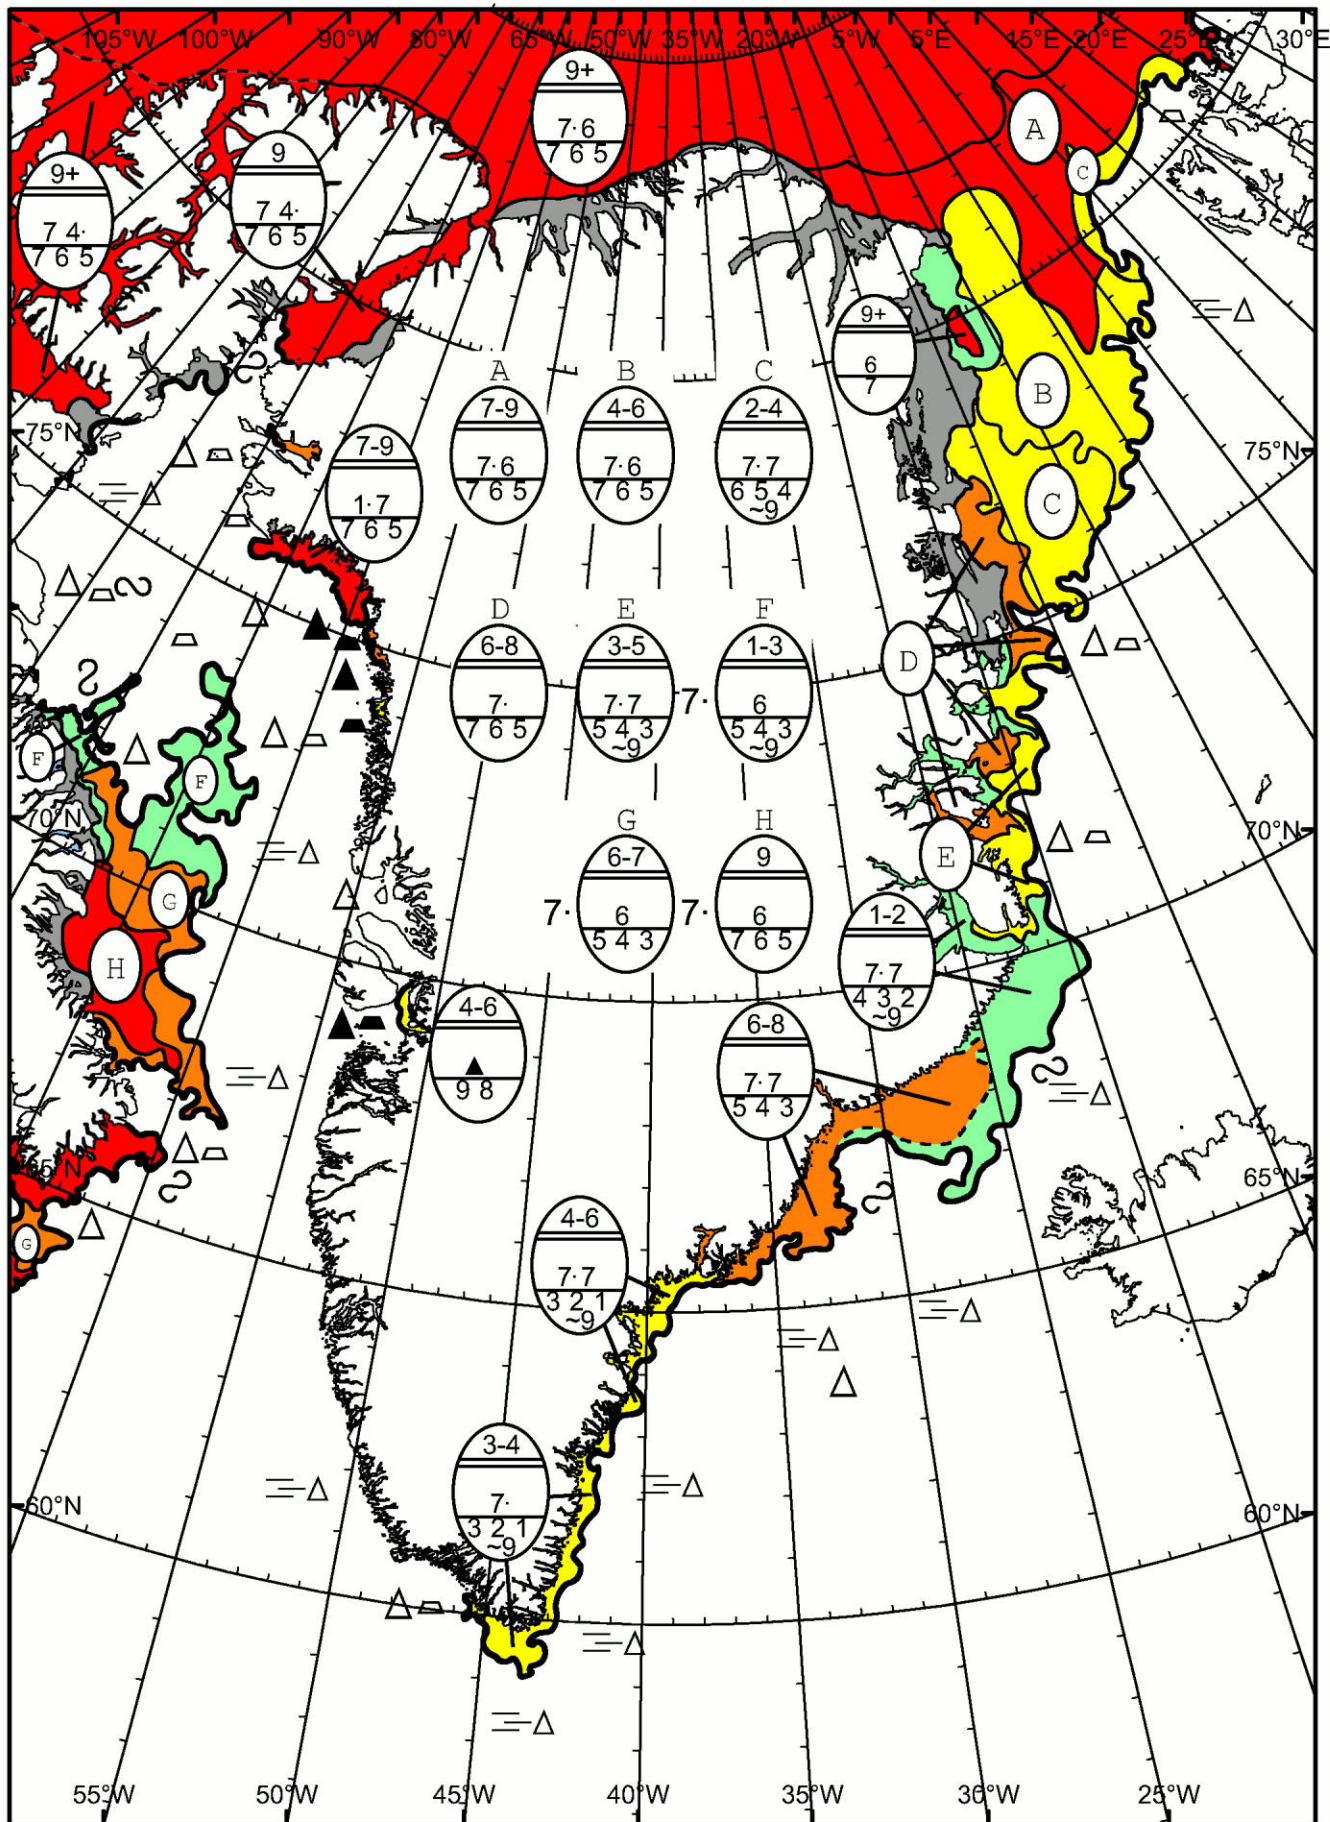 105°W 100°W 90°W 80°W 65°W 50°W 35°W 20°W 5°W 5°E 15°E 20°E 25°E 30°E
9+
7·6
7 6 5
A
9
7 4·
7 6 5
9+
7 4·
7 6 5
C
9+
6
7
B
75°N
75°N
A B C
7-9 4-6 2-4
7·6 7·6 7·7
7 6 5 7 6 5 6 5 4
~9
7-9
1·7
7 6 5
C
D E F
6-8 3-5 1-3
7· 7·7 7· 6
7 6 5 5 4 3 5 4 3
~9 ~9
D
F
F
70°N
70°N
G H
6-7 9
7· 6 7· 6
5 4 3 7 6 5
E
G
H
1-2
7·7
4 3 2
~9
4-6
▲
9 8
6-8
7·7
5 4 3
65°N
65°N
G
4-6
7·7
3 2 1
~9
3-4
7·
3 2 1
~9
60°N
60°N
55°W 50°W 45°W 40°W 35°W 30°W 25°W